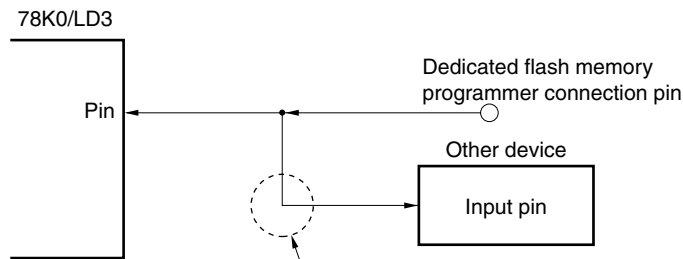 78K0/LD3
Dedicated flash memory
programmer connection pin
Pin
Other device
Input pin